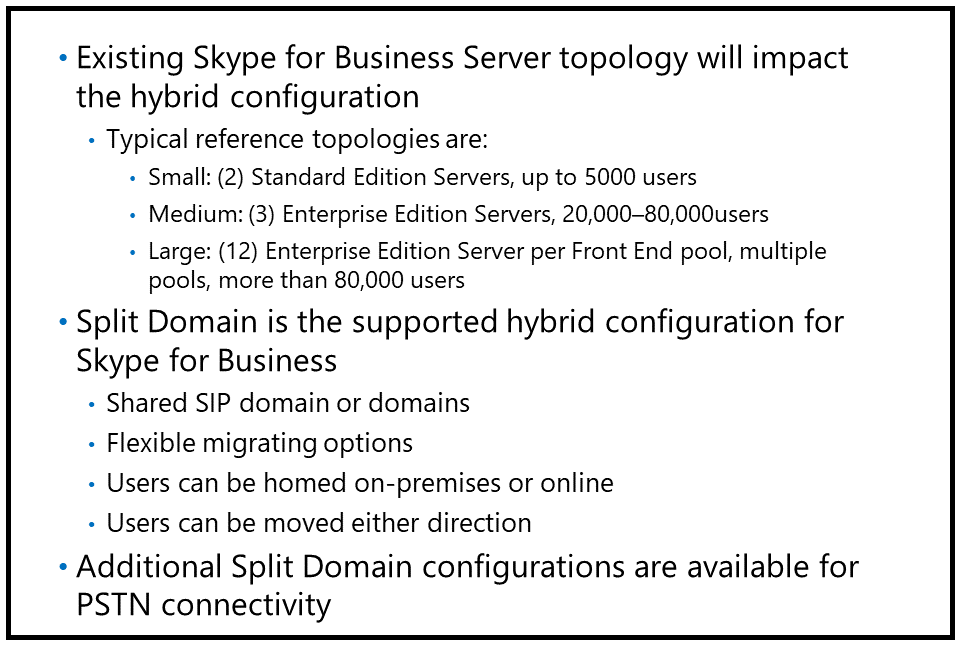 • Existing Skype for Business Server topology will impact
the hybrid configuration
• Typical reference topologies are:
• Small: (2) Standard Edition Servers, up to 5000 users
• Medium: (3) Enterprise Edition Servers, 20,000–80,000users
• Large: (12) Enterprise Edition Server per Front End pool, multiple
pools, more than 80,000 users
• Split Domain is the supported hybrid configuration for
Skype for Business
• Shared SIP domain or domains
• Flexible migrating options
• Users can be homed on-premises or online
• Users can be moved either direction
• Additional Split Domain configurations are available for
PSTN connectivity